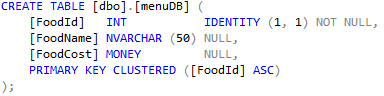 CREATE TABLE [dbo].[menuDB] (
[FoodId] INT IDENTITY (1, 1) NOT NULL,
[FoodName] NVARCHAR (50) NULL,
[FoodCost] MONEY NULL,
PRIMARY KEY CLUSTERED ([FoodId] ASC)
);